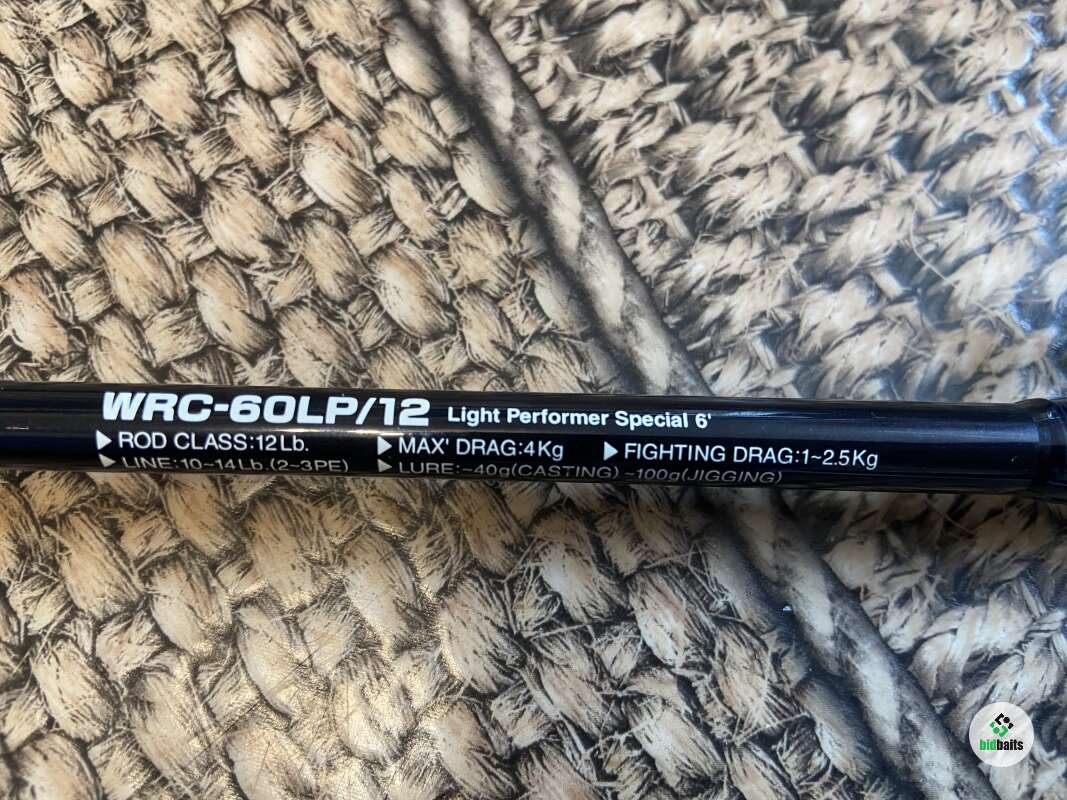 WRC-60LP/12 Light Performer Special 6'
▶ ROD CLASS:12Lb. ▶ MAX' DRAG:4Kg ▶ FIGHTING DRAG:1~2.5Kg
▶ LINE:10~14Lb.(2~3PE) ▶ LURE:~40g(CASTING) ~100g(JIGGING)
bidbaits